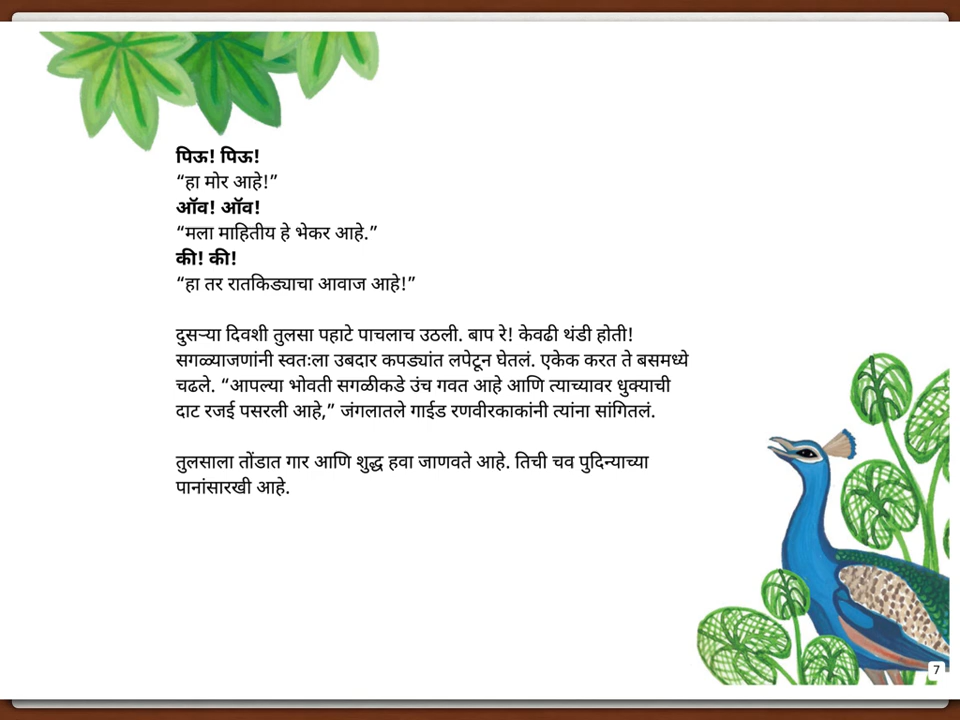 पिऊ! पिऊ!
“हा मोर आहे!”
ऑव! ऑव!
“मला माहितीय हे भेकर आहे.”
की! की!
“हा तर रातकिड्याचा आवाज आहे!”
दुसऱ्या दिवशी तुलसा पहाटे पाचलाच उठली. बाप रे! केवढी थंडी होती!
सगळ्याजणांनी स्वतःला उबदार कपड्यांत लपेटून घेतलं. एकेक करत ते बसमध्ये
चढले. “आपल्या भोवती सगळीकडे उंच गवत आहे आणि त्याच्यावर धुक्याची
दाट रजई पसरली आहे,” जंगलातले गाईड रणवीरकाकांनी त्यांना सांगितलं.
तुलसाला तोंडात गार आणि शुद्ध हवा जाणवते आहे. तिची चव पुदिन्याच्या
पानांसारखी आहे.
7